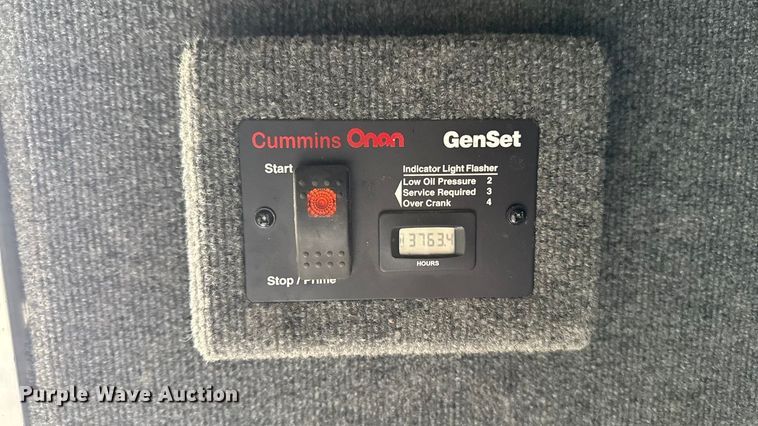 Cummins Onan GenSet
Start
Indicator Light Flasher
Low Oil Pressure 2
Service Required 3
Over Crank 4
3763.4
HOURS
Stop / Prime
Purple Wave Auction